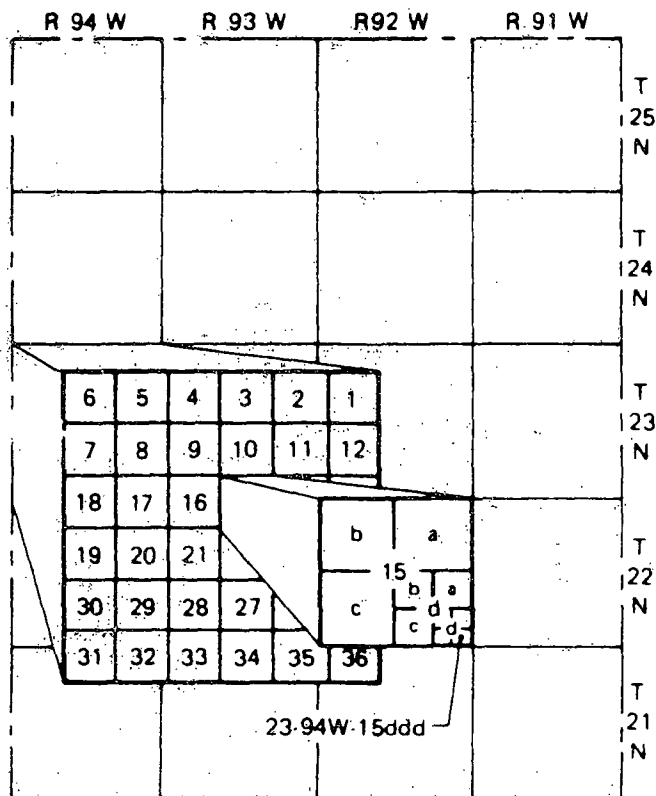 R 94 W R 93 W R92 W R 91 W
T
25
N
T
24
N
T
23
N
6 5 4 3 2 1
7 8 9 10 11 12
18 17 16
b a
19 20 21
15
T
22
N
b a
c d
30 29 28 27
c d
31 32 33 34 35 36
23-94W-15ddd
T
21
N